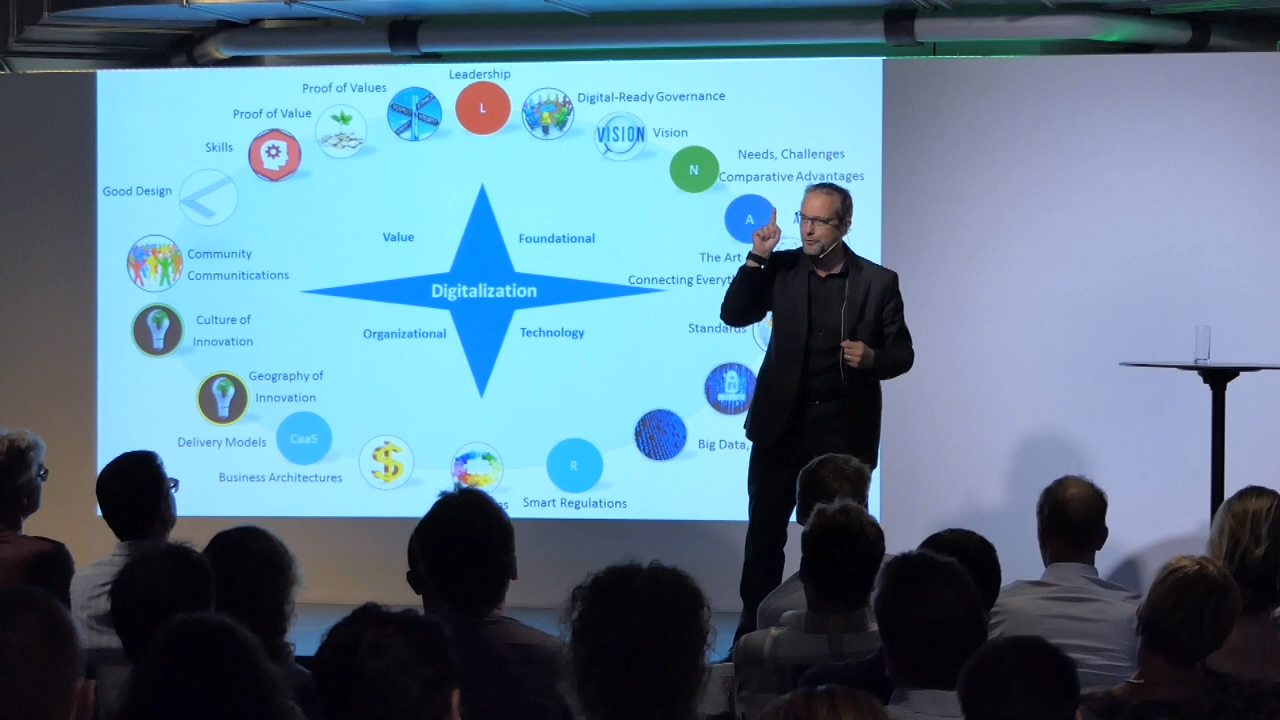 Leadership
Proof of Values
Digital-Ready Governance
L
Proof of Value
VISION
Vision
Skills
Needs, Challenges
N
Comparative Advantages
Good Design
A
Value
Foundational
Community
Communitications
The Art
Connecting
Digitalization
Culture of
Innovation
Organizational
Technology
Standards
Geography of
Innovation
Delivery Models
CaaS
Big Data,
Business Architectures
R
Smart Regulations